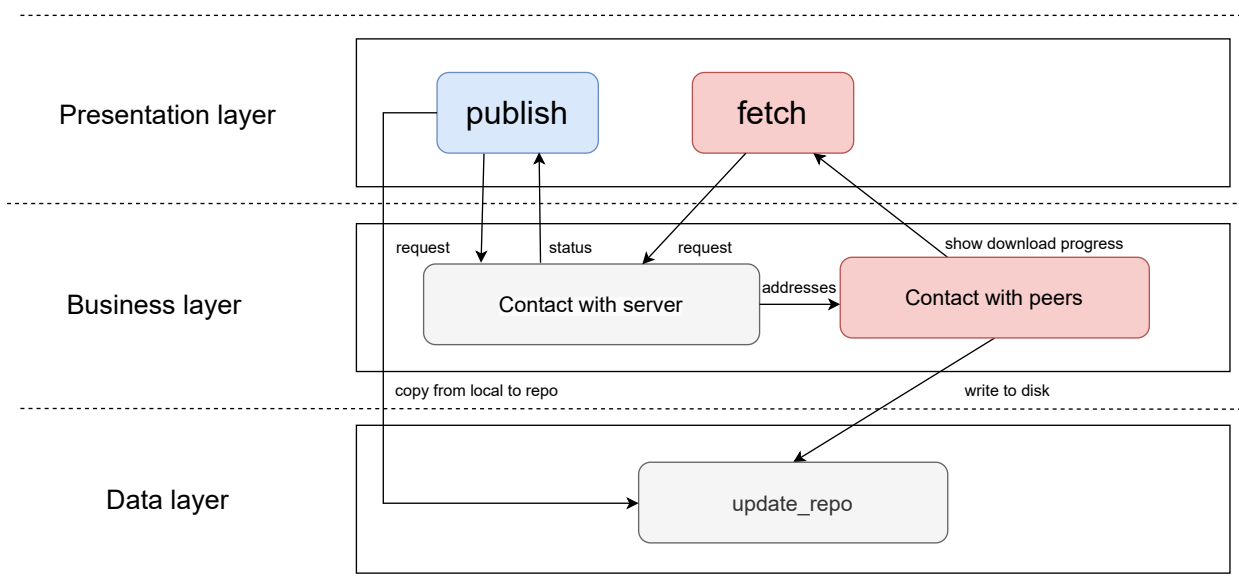 Presentation layer
publish
fetch
request
status
request
show download progress
Business layer
Contact with server
addresses
Contact with peers
copy from local to repo
write to disk
Data layer
update_repo